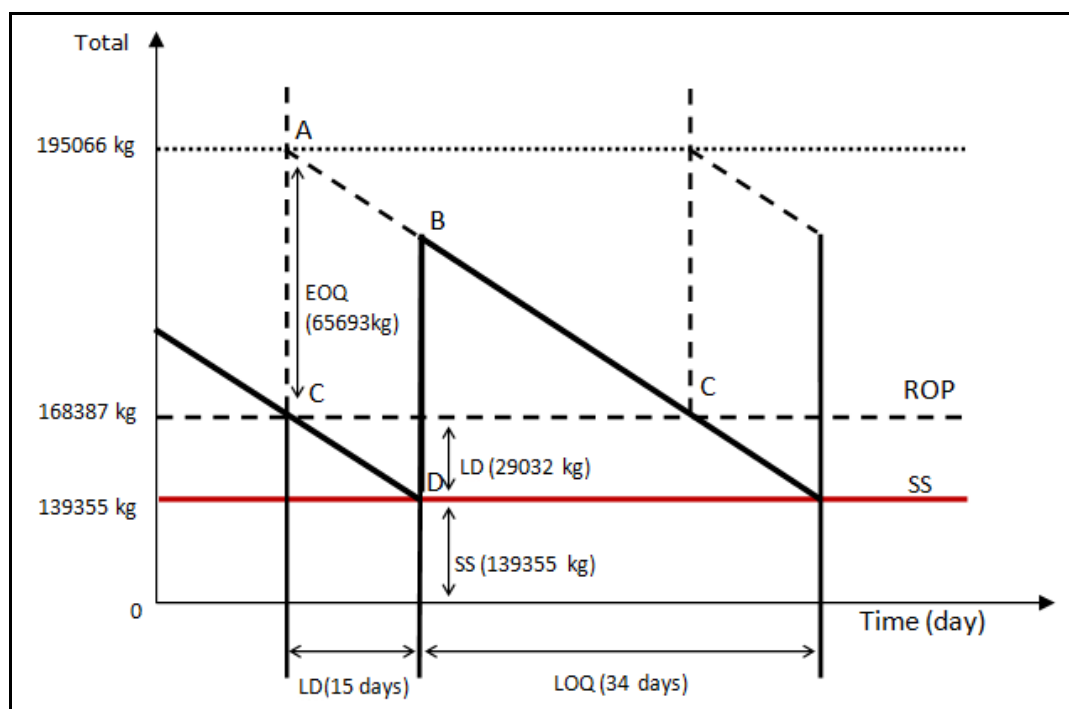 Total
195066 kg
A
B
EOQ
(65693kg)
C
C
168387 kg
ROP
LD (29032 kg)
D
SS
139355 kg
SS (139355 kg)
0
Time (day)
LD(15 days)
LOQ (34 days)